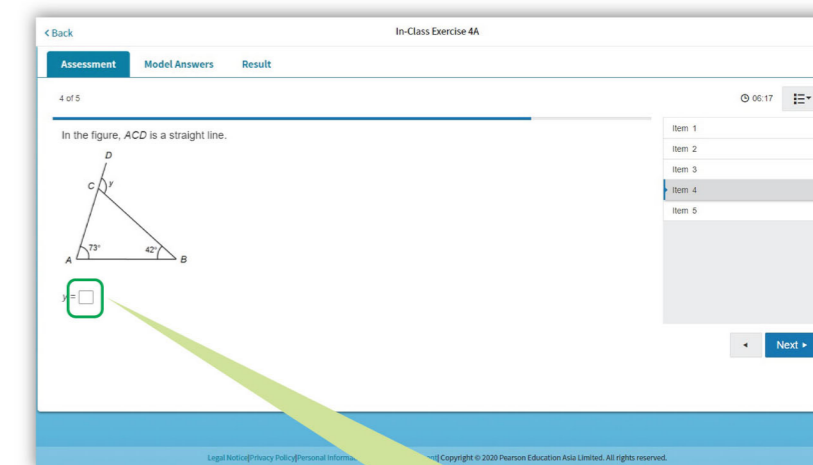 < Back
In-Class Exercise 4A
Assessment Model Answers Result
4 of 5
06:17
In the figure, ACD is a straight line.
D
C
y
73°
42°
A
B
y =
Item 1
Item 2
Item 3
Item 4
Item 5
Next
Legal Notice|Privacy Policy|Personal Informa
Copyright © 2020 Pearson Education Asia Limited. All rights reserved.